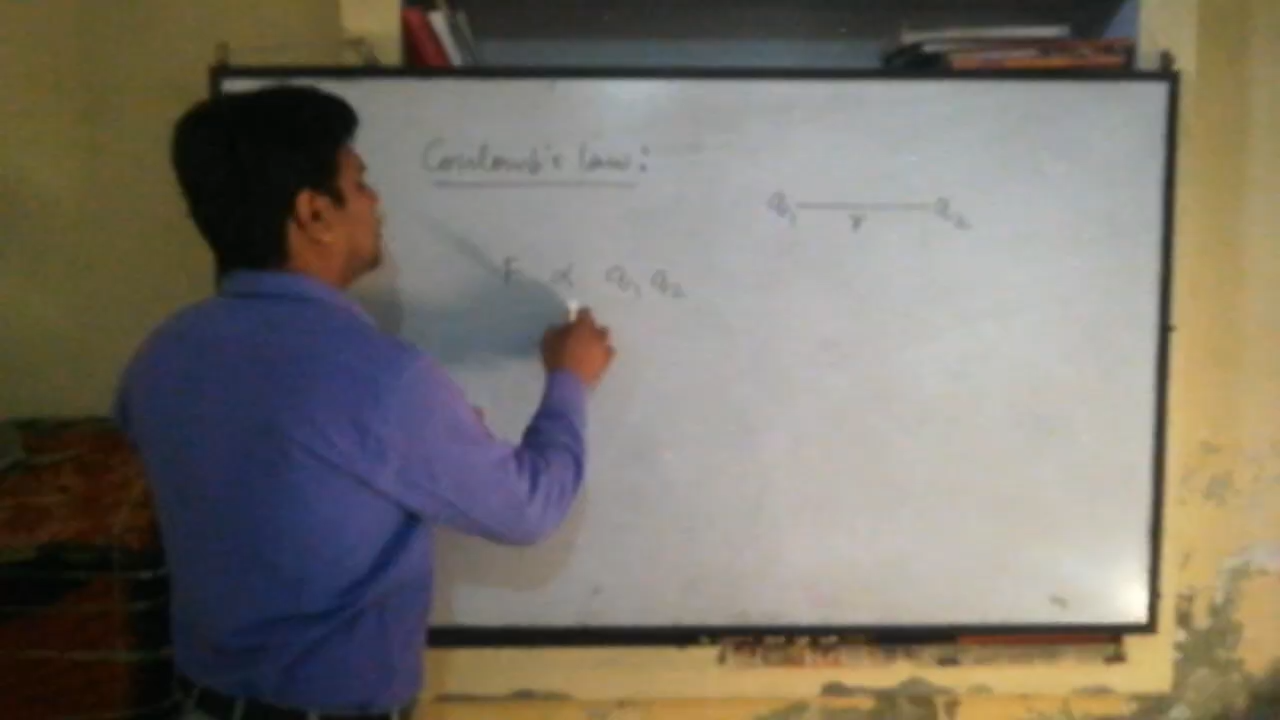 Coulomb's law:
q₁ r q₂
F ∝ q₁ q₂